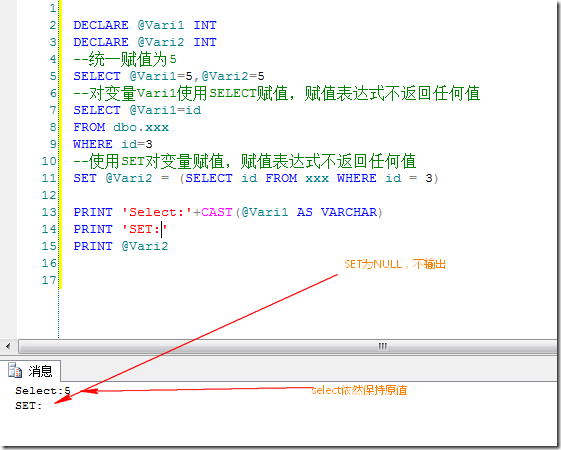 1
2 DECLARE @Vari1 INT
3 DECLARE @Vari2 INT
4 --统一赋值为5
5 SELECT @Vari1=5,@Vari2=5
6 --对变量Vari1使用SELECT赋值，赋值表达式不返回任何值
7 SELECT @Vari1=id
8 FROM dbo.xxx
9 WHERE id=3
10 --使用SET对变量赋值，赋值表达式不返回任何值
11 SET @Vari2 = (SELECT id FROM xxx WHERE id = 3)
12
13 PRINT 'Select:'+CAST(@Vari1 AS VARCHAR)
14 PRINT 'SET:'
15 PRINT @Vari2
16
17
SET为NULL，不输出
消息
Select:5
select依然保持原值
SET: